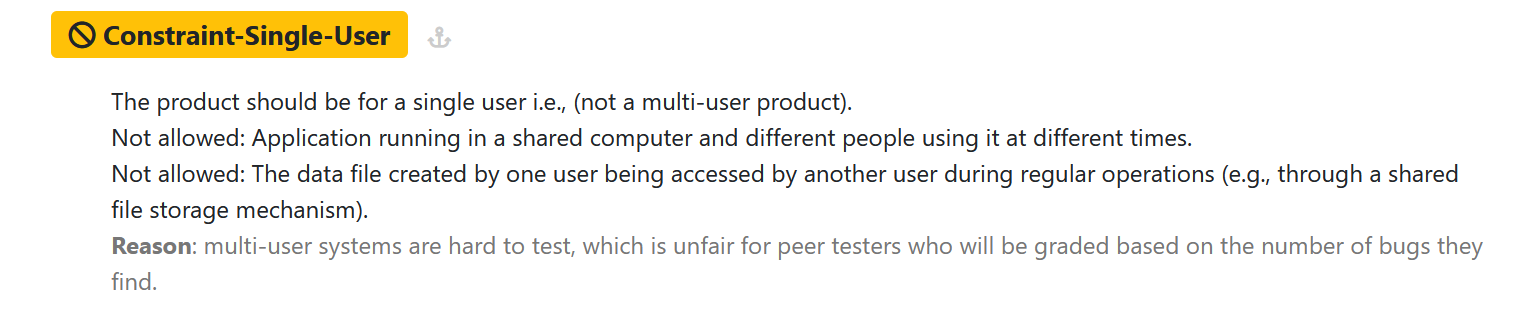 Constraint-Single-User
The product should be for a single user i.e., (not a multi-user product).
Not allowed: Application running in a shared computer and different people using it at different times.
Not allowed: The data file created by one user being accessed by another user during regular operations (e.g., through a shared
file storage mechanism).
Reason: multi-user systems are hard to test, which is unfair for peer testers who will be graded based on the number of bugs they
find.